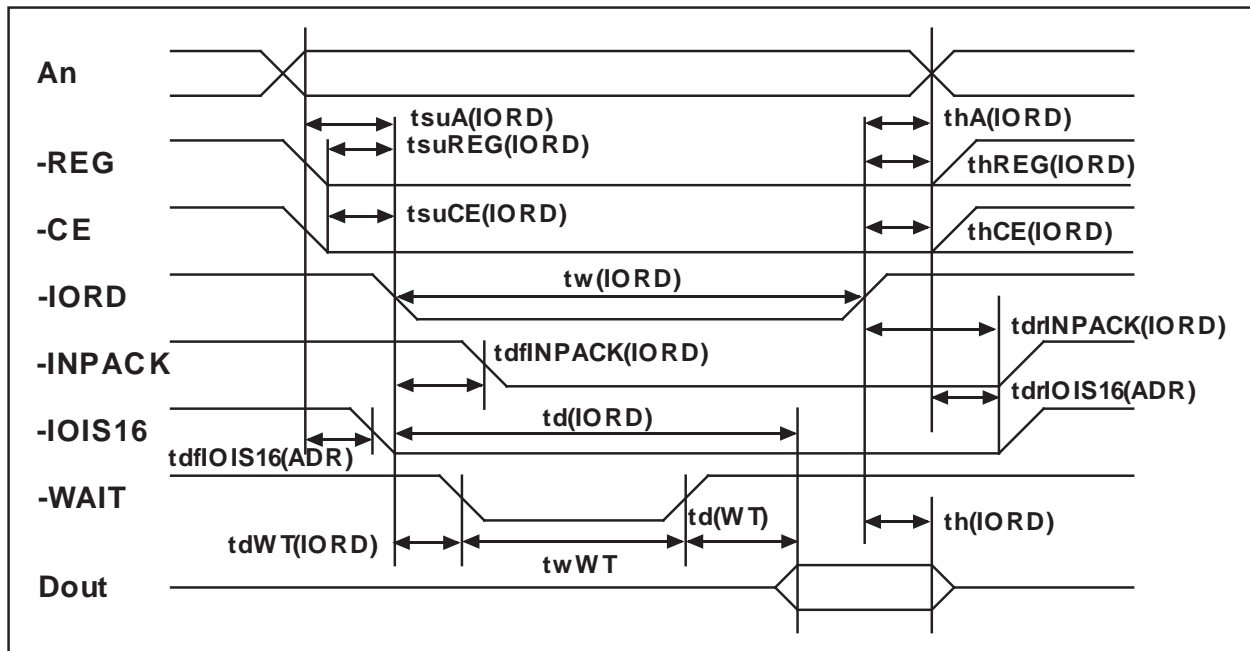 An
tsuA(IORD)
thA(IORD)
tsuREG(IORD)
-REG
thREG(IORD)
tsuCE(IORD)
-CE
thCE(IORD)
-IORD
tw(IORD)
tdrINPACK(IORD)
-INPACK
tdfINPACK(IORD)
tdrIOIS16(ADR)
-IOIS16
td(IORD)
tdfIOIS16(ADR)
-WAIT
td(WT)
th(IORD)
tdWT(IORD)
twWT
Dout